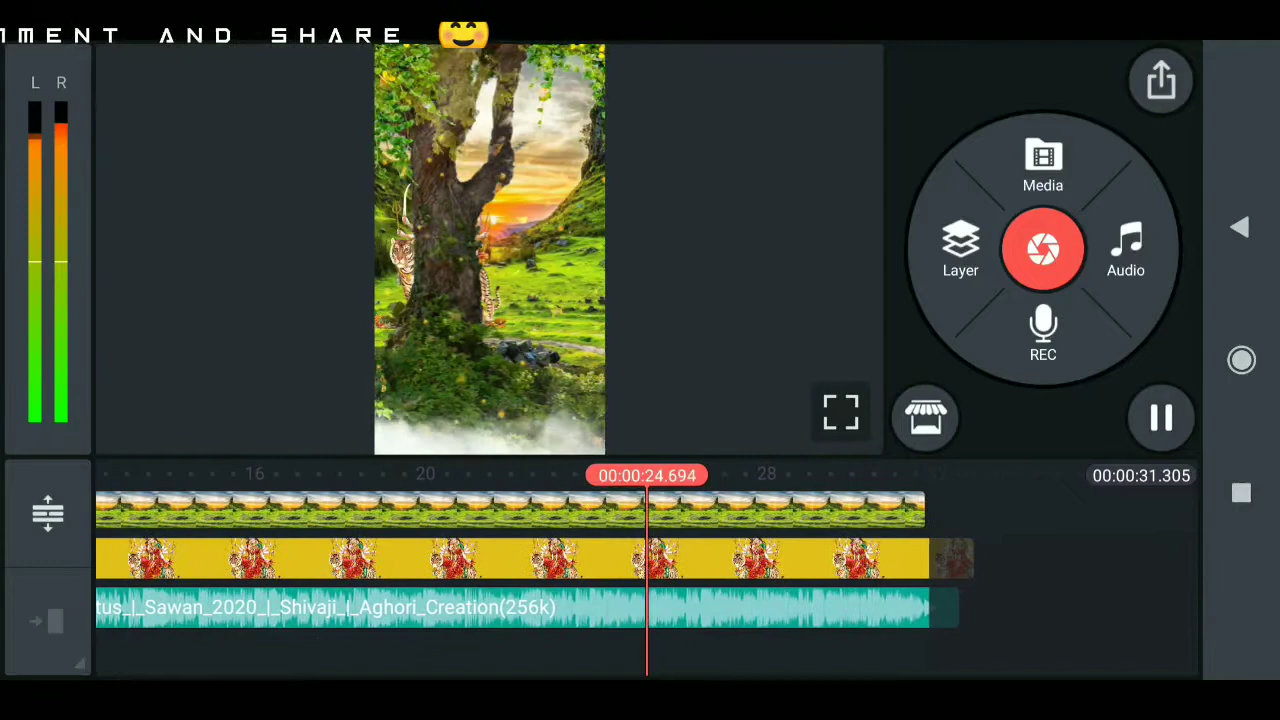 MENT AND SHARE
L R
Media
Layer
Audio
REC
16
20
00:00:24.694
28
00:00:31.305
tus_|_Sawan_2020_|_Shivaji_|_Aghori_Creation(256k)